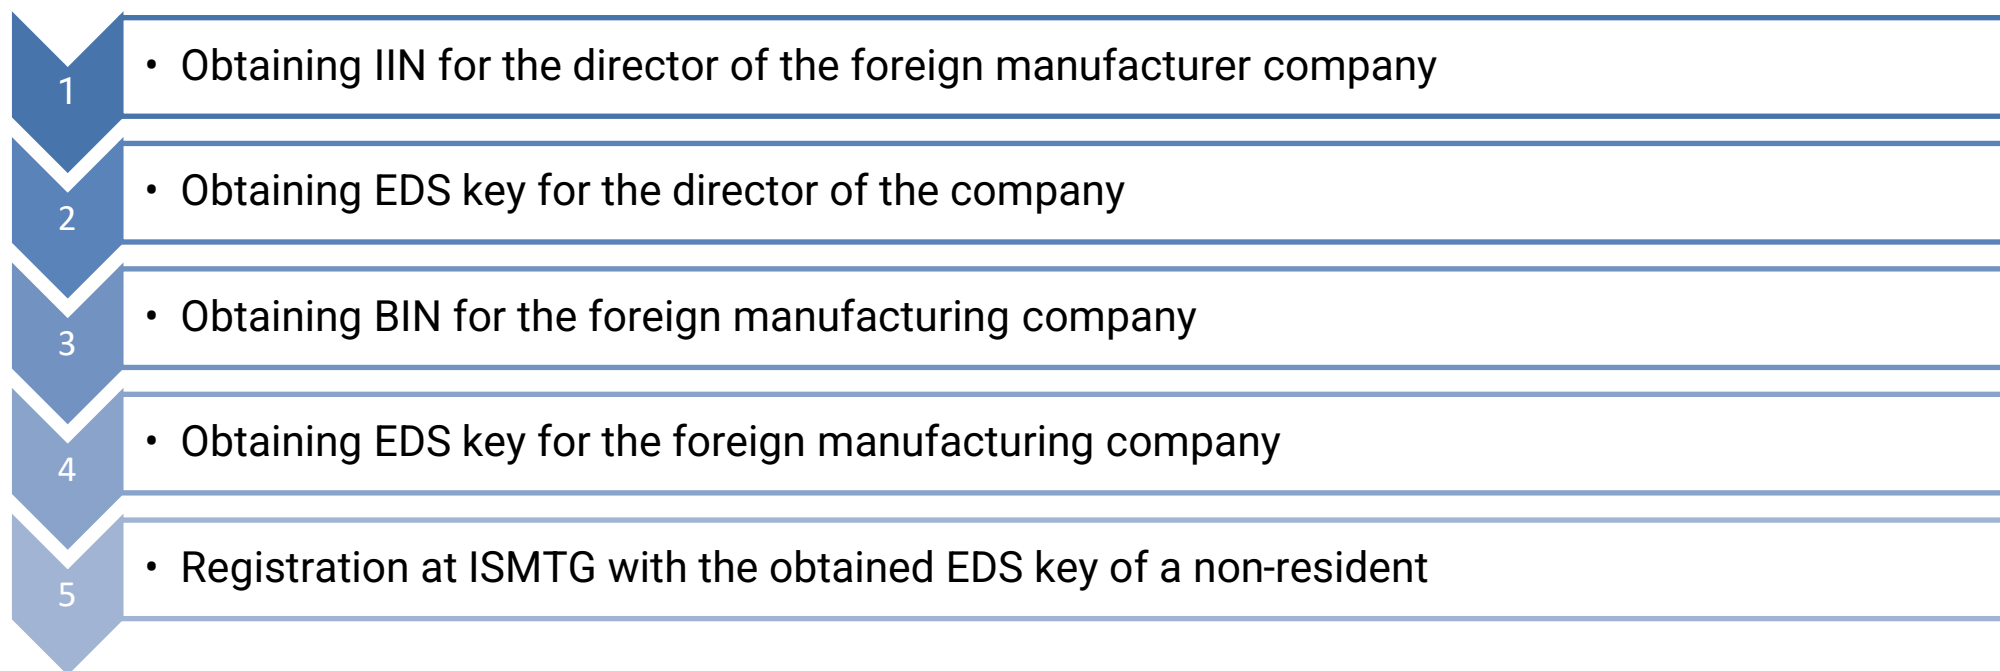 1
• Obtaining IIN for the director of the foreign manufacturer company
2
• Obtaining EDS key for the director of the company
3
• Obtaining BIN for the foreign manufacturing company
4
• Obtaining EDS key for the foreign manufacturing company
5
• Registration at ISMTG with the obtained EDS key of a non-resident